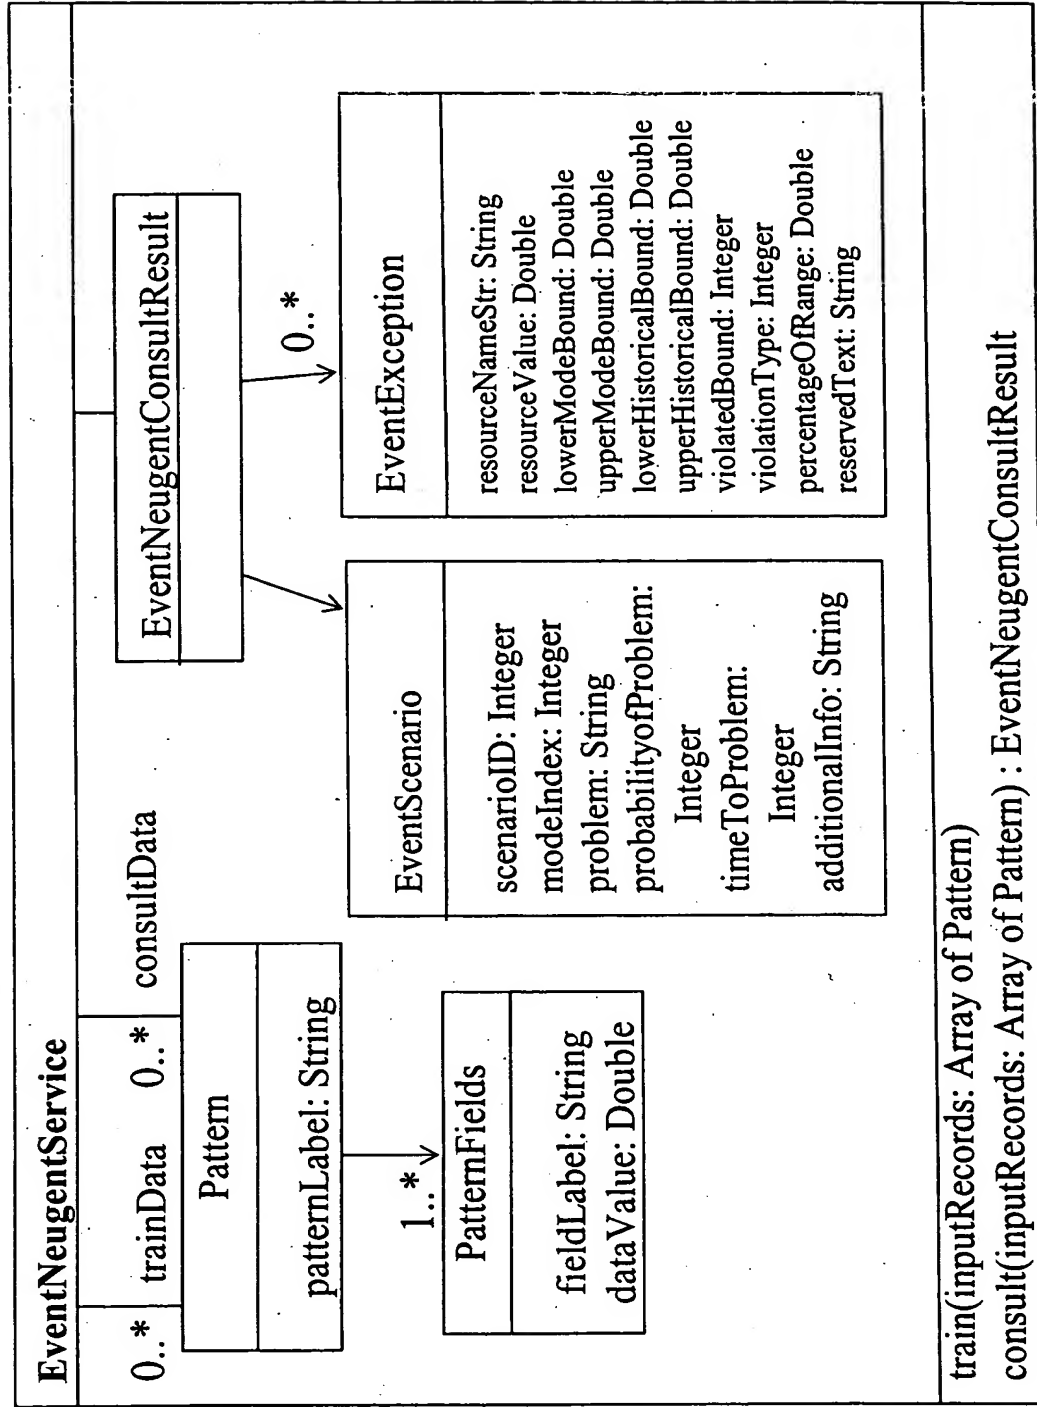 EventNeugentService
0..*
trainData
0..*
consultData
Pattern
patternLabel: String
1..*
PatternFields
fieldLabel: String
dataValue: Double
EventNeugentConsultResult
0..*
EventScenario
scenarioID: Integer
modeIndex: Integer
problem: String
probabilityofProblem:
Integer
timeToProblem:
Integer
additionalInfo: String
EventException
resourceNameStr: String
resourceValue: Double
lowerModeBound: Double
upperModeBound: Double
lowerHistoricalBound: Double
upperHistoricalBound: Double
violatedBound: Integer
violationType: Integer
percentageOfRange: Double
reservedText: String
train(inputRecords: Array of Pattern)
consult(inputRecords: Array of Pattern) : EventNeugentConsultResult